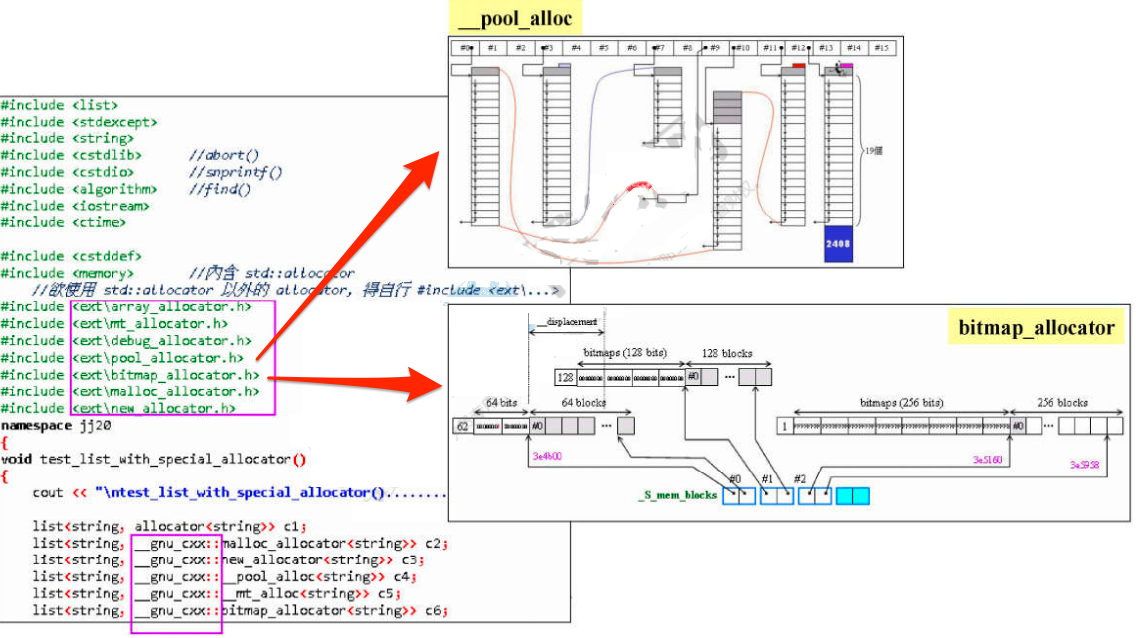 #include <list>
#include <stdexcept>
#include <string>
#include <cstdlib> //abort()
#include <cstdio> //snprintf()
#include <algorithm> //find()
#include <iostream>
#include <ctime>
#include <cstddef>
#include <memory> //內含 std::allocator
//欲使用 std::allocator 以外的 allocator, 得自行 #include <ext\...>
#include <ext\array_allocator.h>
#include <ext\mt_allocator.h>
#include <ext\debug_allocator.h>
#include <ext\pool_allocator.h>
#include <ext\bitmap_allocator.h>
#include <ext\malloc_allocator.h>
#include <ext\new_allocator.h>
namespace jj20
{
void test_list_with_special_allocator()
{
cout << "\ntest_list_with_special_allocator()........
list<string, allocator<string>> c1;
list<string, __gnu_cxx::malloc_allocator<string>> c2;
list<string, __gnu_cxx::new_allocator<string>> c3;
list<string, __gnu_cxx::__pool_alloc<string>> c4;
list<string, __gnu_cxx::__mt_alloc<string>> c5;
list<string, __gnu_cxx::bitmap_allocator<string>> c6;
__pool_alloc
#0 #1 #2 #3 #4 #5 #6 #7 #8 #9 #10 #11 #12 #13 #14 #15
19個
2408
bitmap_allocator
__displacement
bitmaps (128 bits) 128 blocks
128 00000000 00000000 00000000 00000000 #0 ...
64 bits 64 blocks
bitmaps (256 bits) 256 blocks
62 #0 ...
1 #0 ...
3e4b00
3e5160
3e5958
#0 #1 #2
_S_mem_blocks